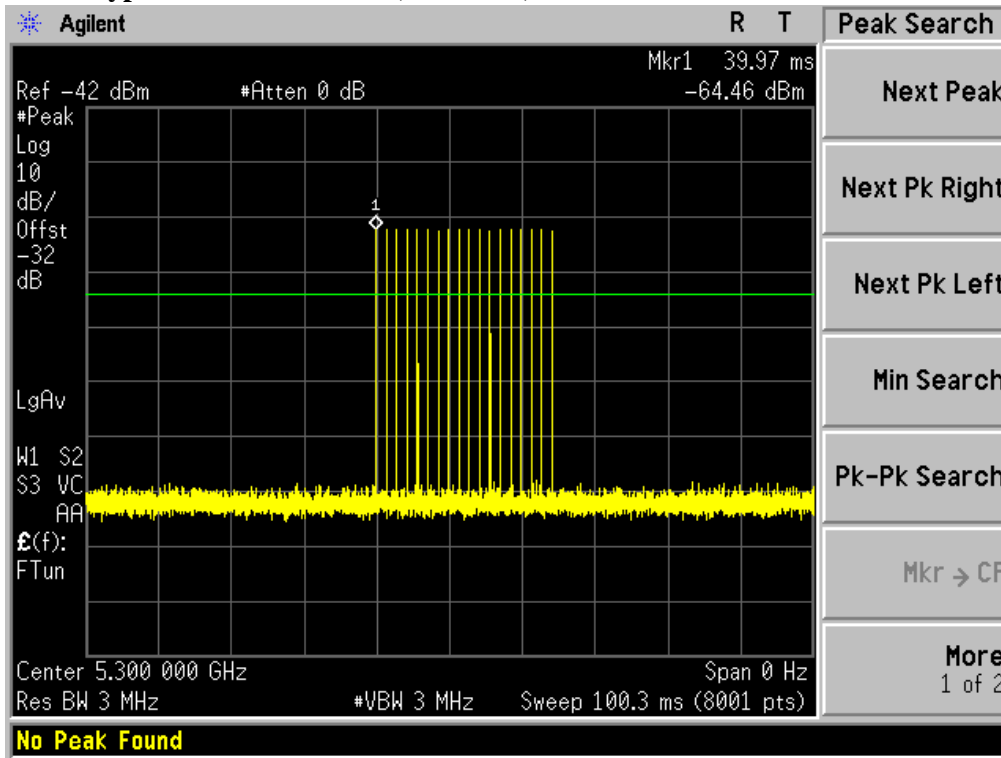 Agilent R T Peak Search
Mkr1 39.97 ms
Ref -42 dBm #Atten 0 dB -64.46 dBm
#Peak
Log
10
dB/
Offst
-32
dB
1
LgAv
W1 S2
S3 VC
AA
£(f):
FTun
Center 5.300 000 GHz Span 0 Hz
Res BW 3 MHz #VBW 3 MHz Sweep 100.3 ms (8001 pts)
No Peak Found
Next Peak
Next Pk Right
Next Pk Left
Min Search
Pk-Pk Search
Mkr → CF
More
1 of 2